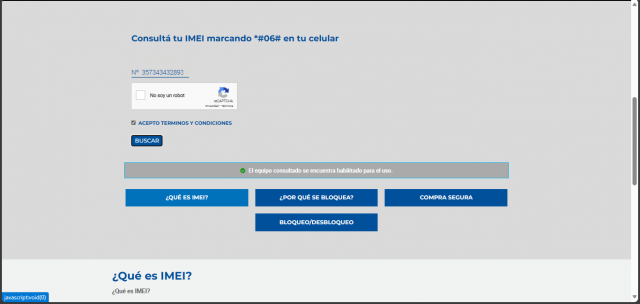 Consultá tu IMEI marcando *#06# en tu celular
Nº 357343432893
No soy un robot
reCAPTCHA
ACEPTO TERMINOS Y CONDICIONES
BUSCAR
El equipo consultado se encuentra habilitado para el uso.
¿QUÉ ES IMEI?
¿POR QUÉ SE BLOQUEA?
COMPRA SEGURA
BLOQUEO/DESBLOQUEO
¿Qué es IMEI?
¿Qué es IMEI?
javascript:void(0)